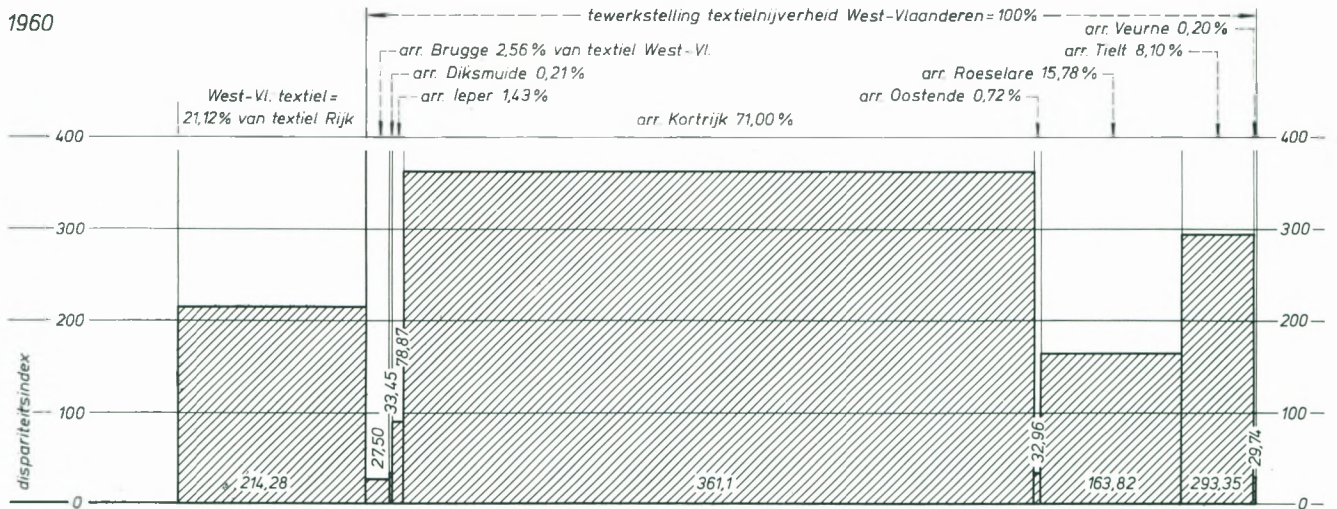 1960
tewerkstelling textielnijverheid West-Vlaanderen = 100%
arr. Veurne 0,20%
arr. Brugge 2,56% van textiel West-Vl.
arr. Tielt 8,10%
arr. Diksmuide 0,21%
arr. Roeselare 15,78%
West-Vl. textiel =
21,12% van textiel Rijk
arr. Ieper 1,43%
arr. Oostende 0,72%
arr. Kortrijk 71,00%
400
400
300
300
200
200
100
100
0
0
dispariteitsindex
214,28
27,50
33,45
78,87
361,1
32,96
163,82
293,35
29,74